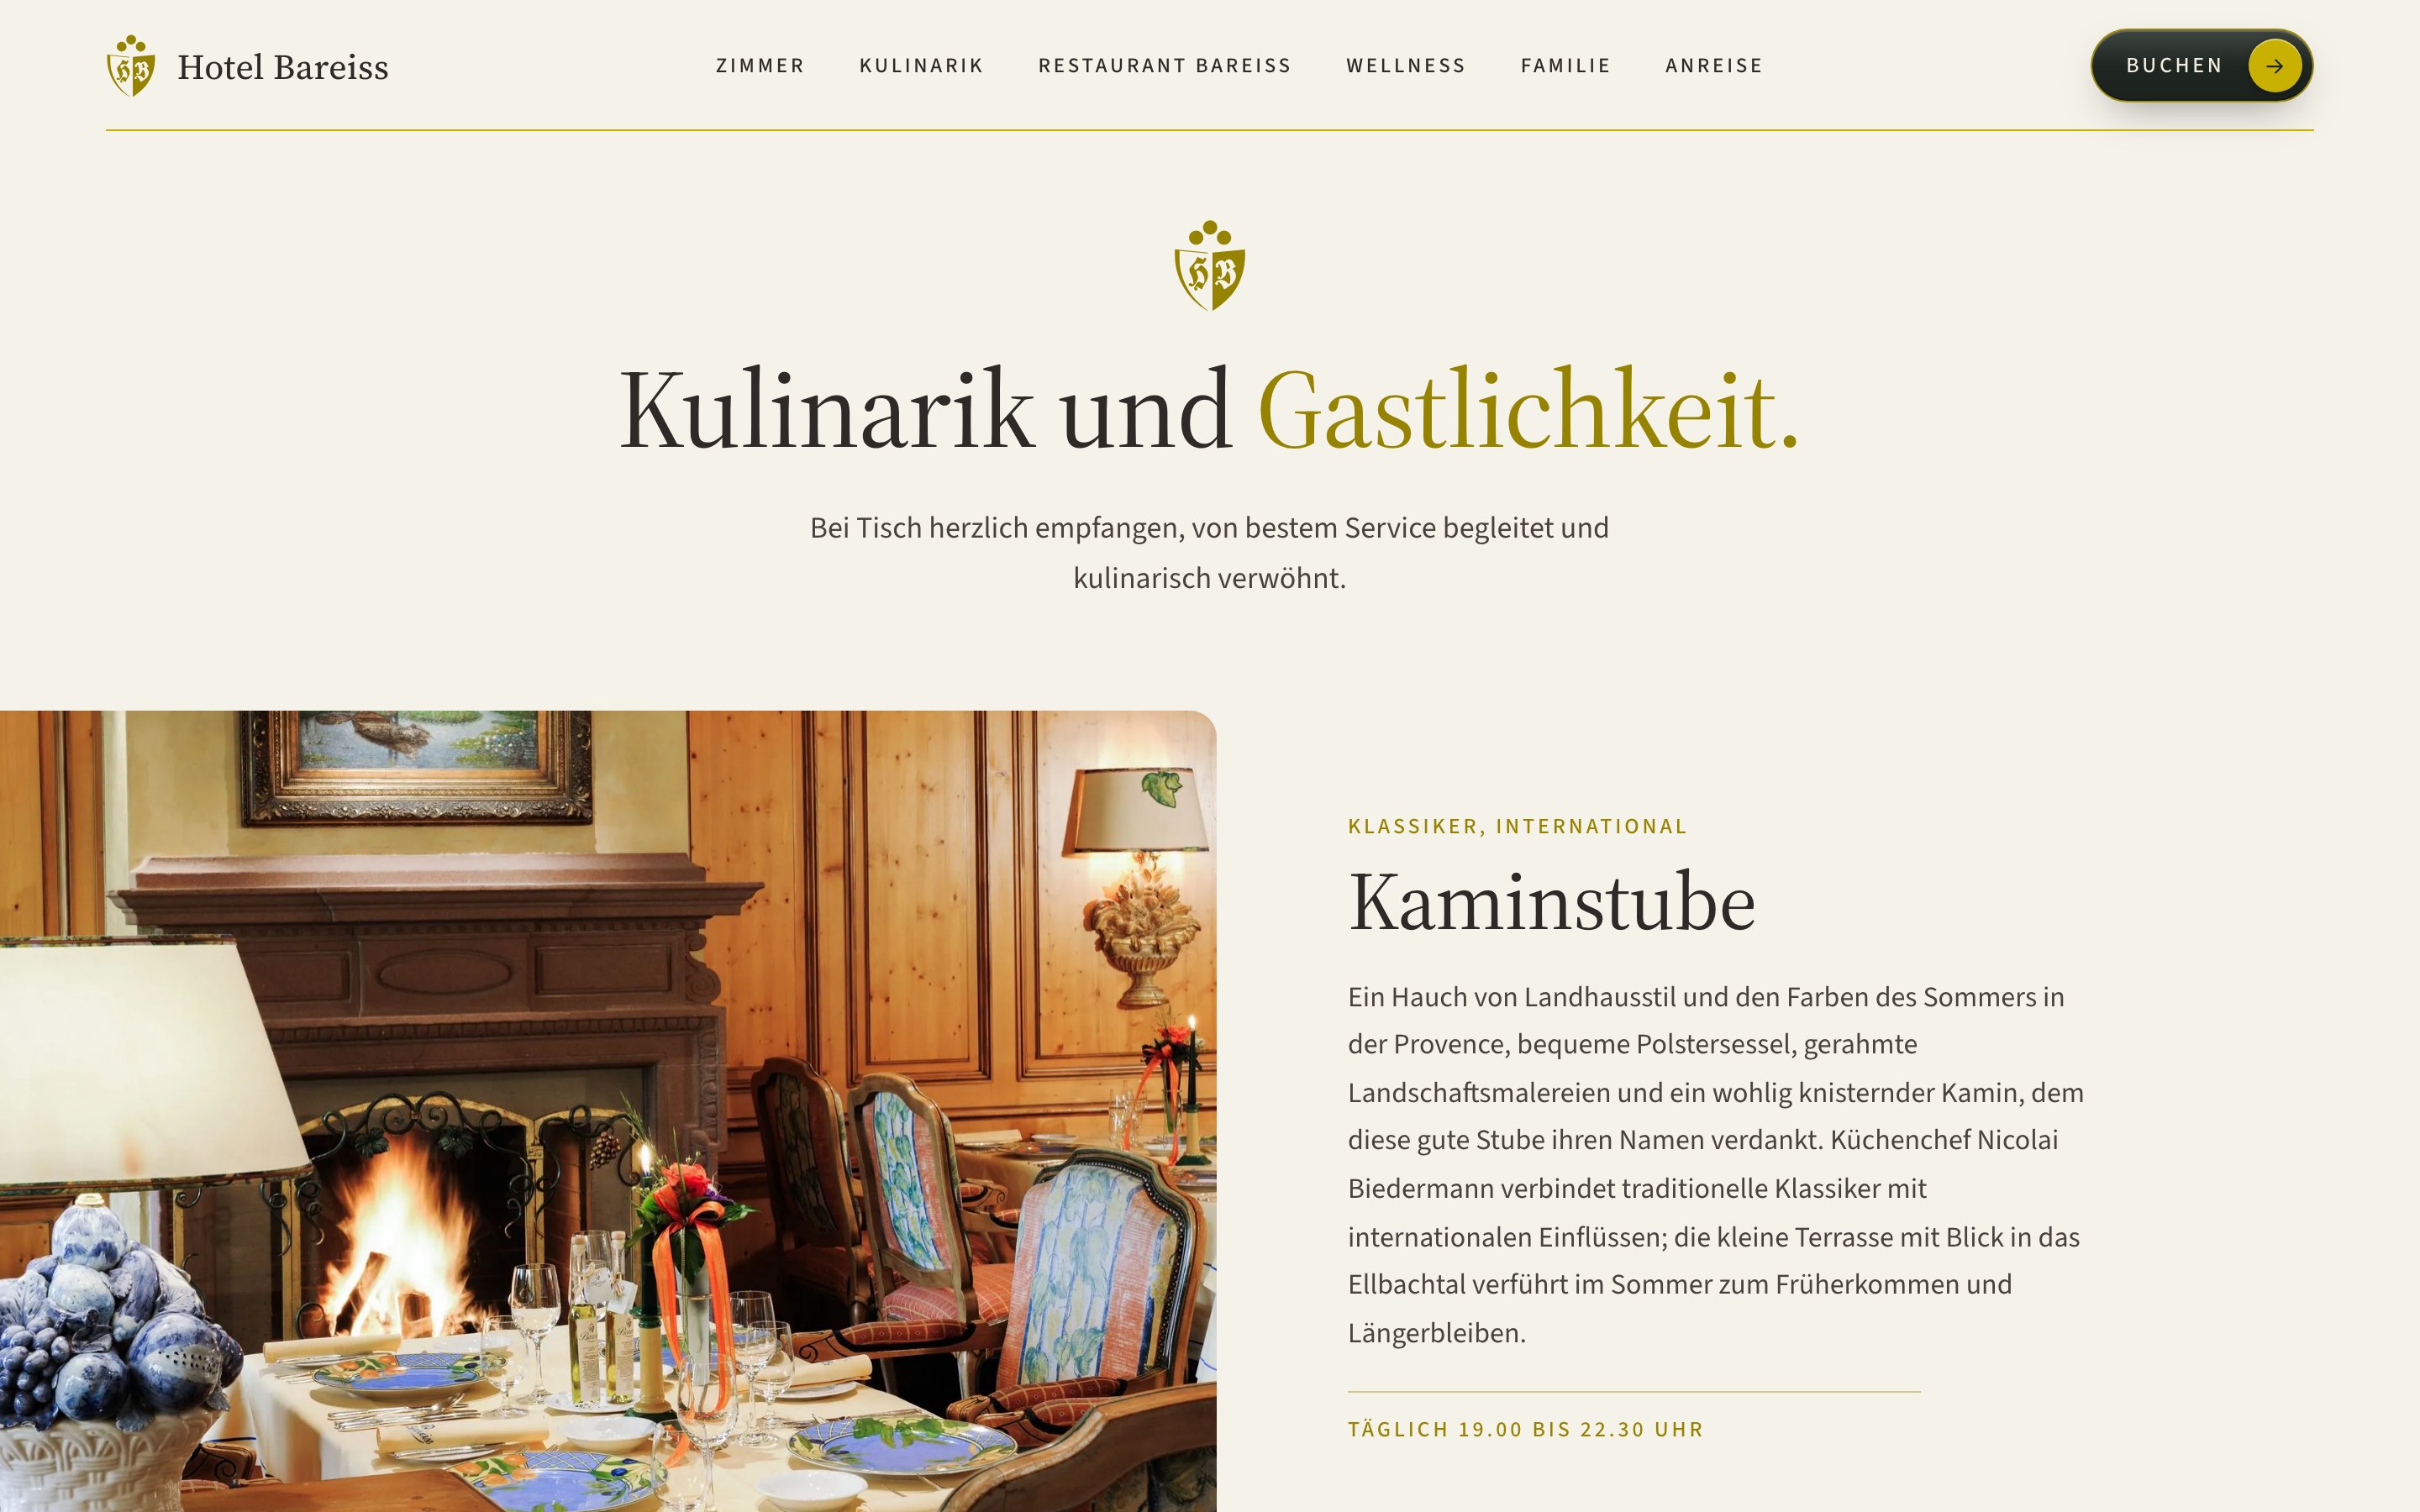 HB
Hotel Bareiss
ZIMMER
KULINARIK
RESTAURANT BAREISS
WELLNESS
FAMILIE
ANREISE
BUCHEN
HB
Kulinarik und Gastlichkeit.
Bei Tisch herzlich empfangen, von bestem Service begleitet und
kulinarisch verwöhnt.
KLASSIKER, INTERNATIONAL
Kaminstube
Ein Hauch von Landhausstil und den Farben des Sommers in
der Provence, bequeme Polstersessel, gerahmte
Landschaftsmalereien und ein wohlig knisternder Kamin, dem
diese gute Stube ihren Namen verdankt. Küchenchef Nicolai
Biedermann verbindet traditionelle Klassiker mit
internationalen Einflüssen; die kleine Terrasse mit Blick in das
Ellbachtal verführt im Sommer zum Früherkommen und
Längerbleiben.
TÄGLICH 19.00 BIS 22.30 UHR